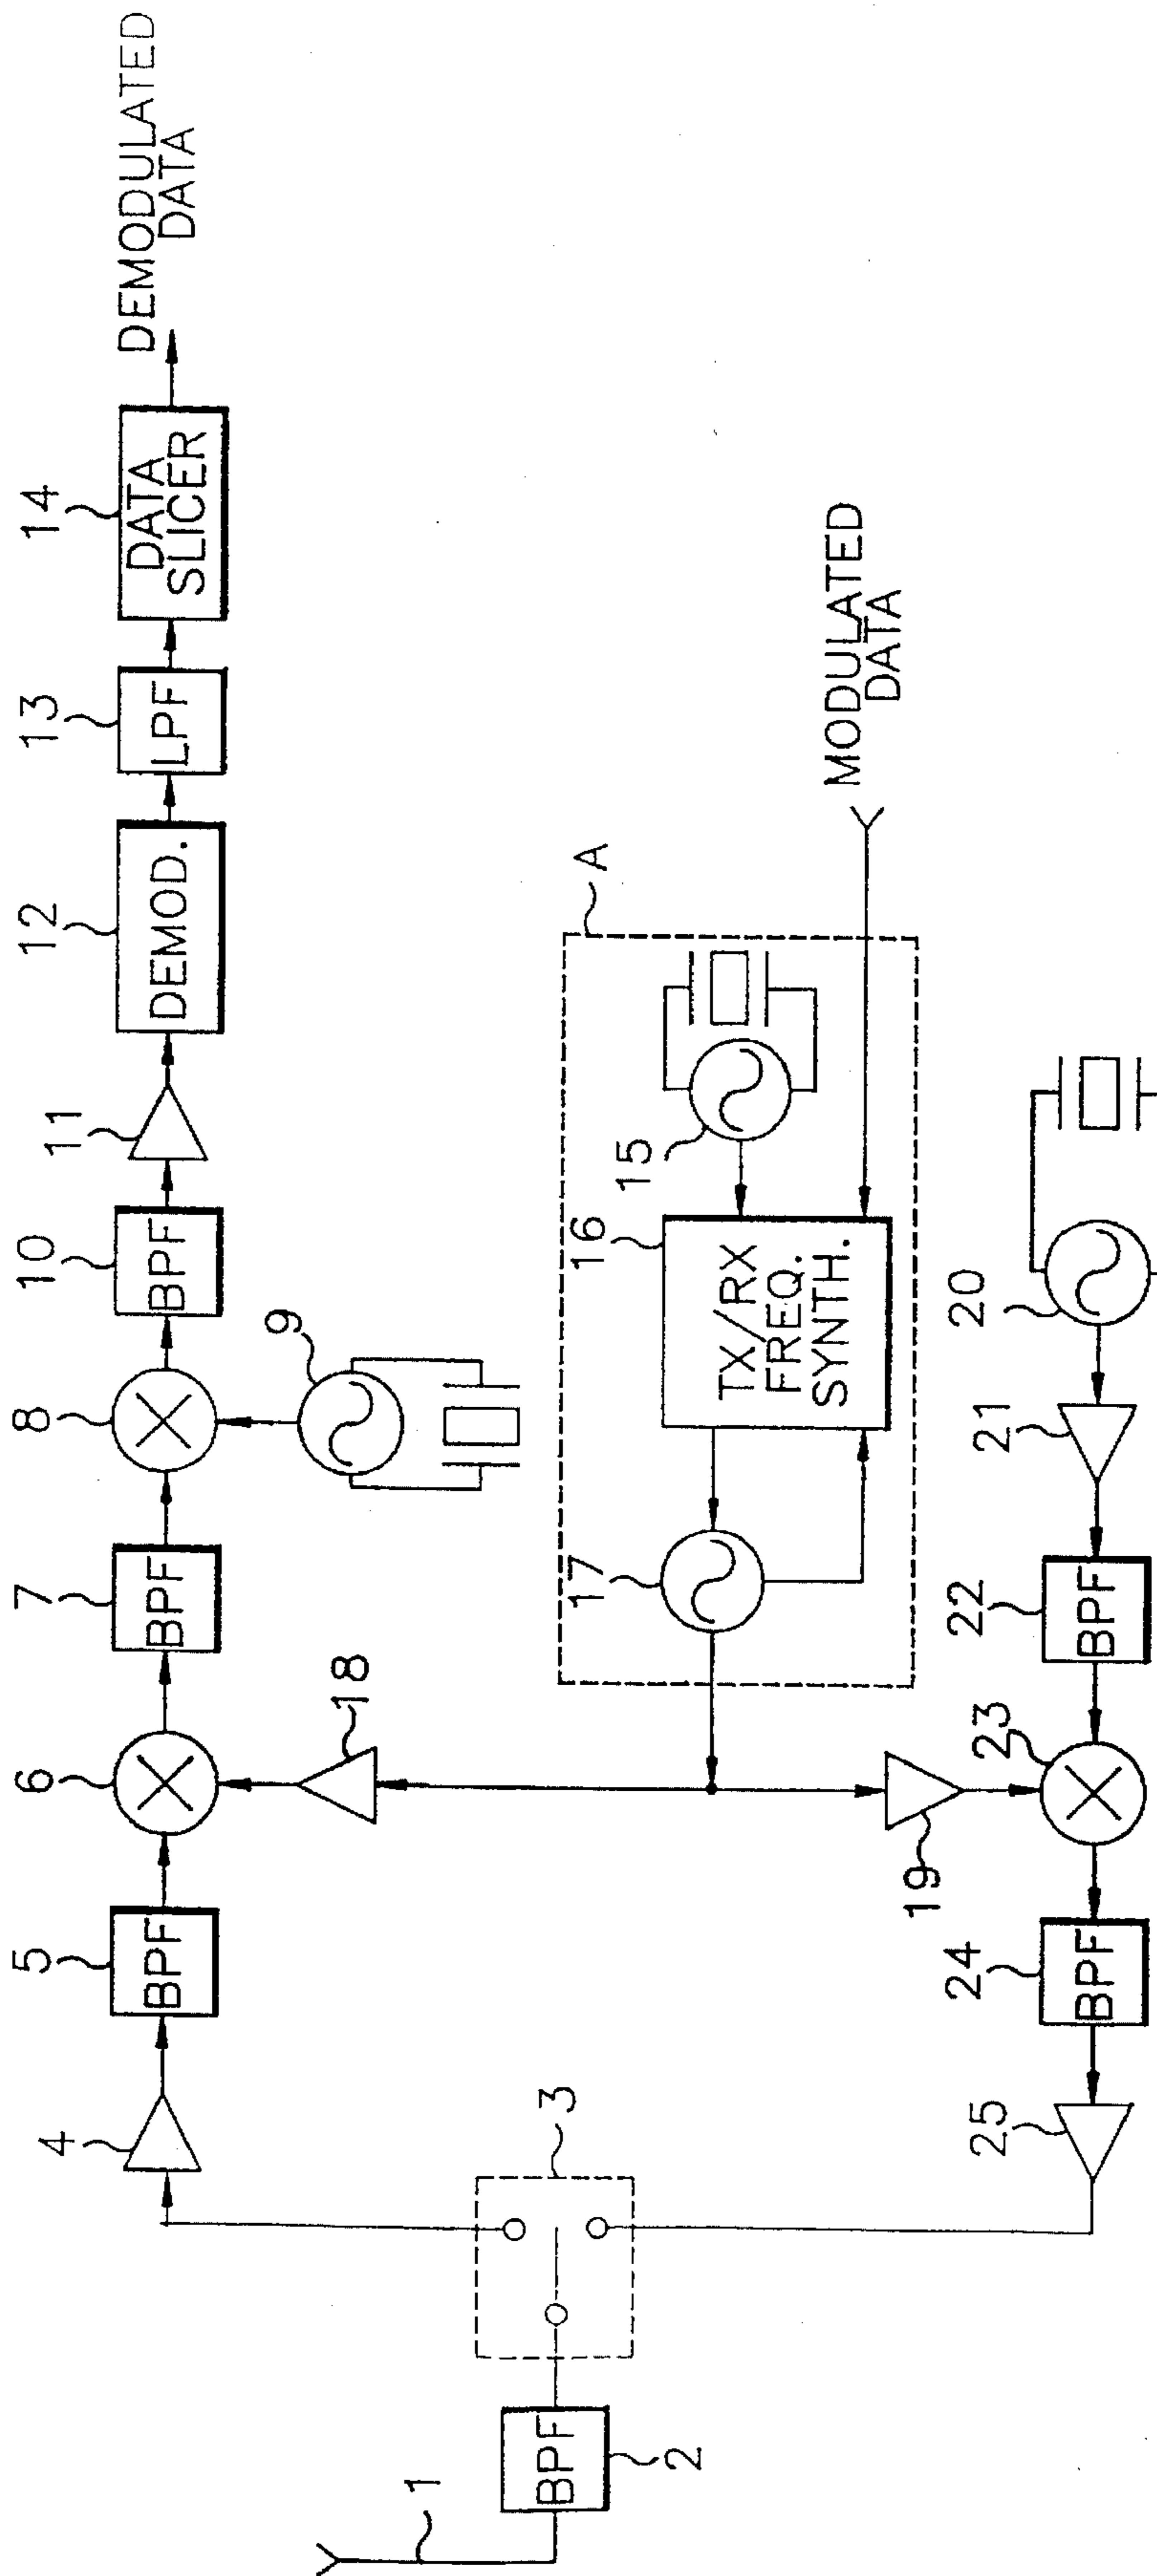 DEMODULATED
DATA
4
5
6
7
8
10
11
12
13
14
BPF
BPF
BPF
DEMOD.
LPF
DATA
SLICER
9
18
A
15
16
TX/RX
FREQ.
SYNTH.
17
MODULATED
DATA
1
BPF
2
3
19
20
21
22
BPF
23
24
BPF
25